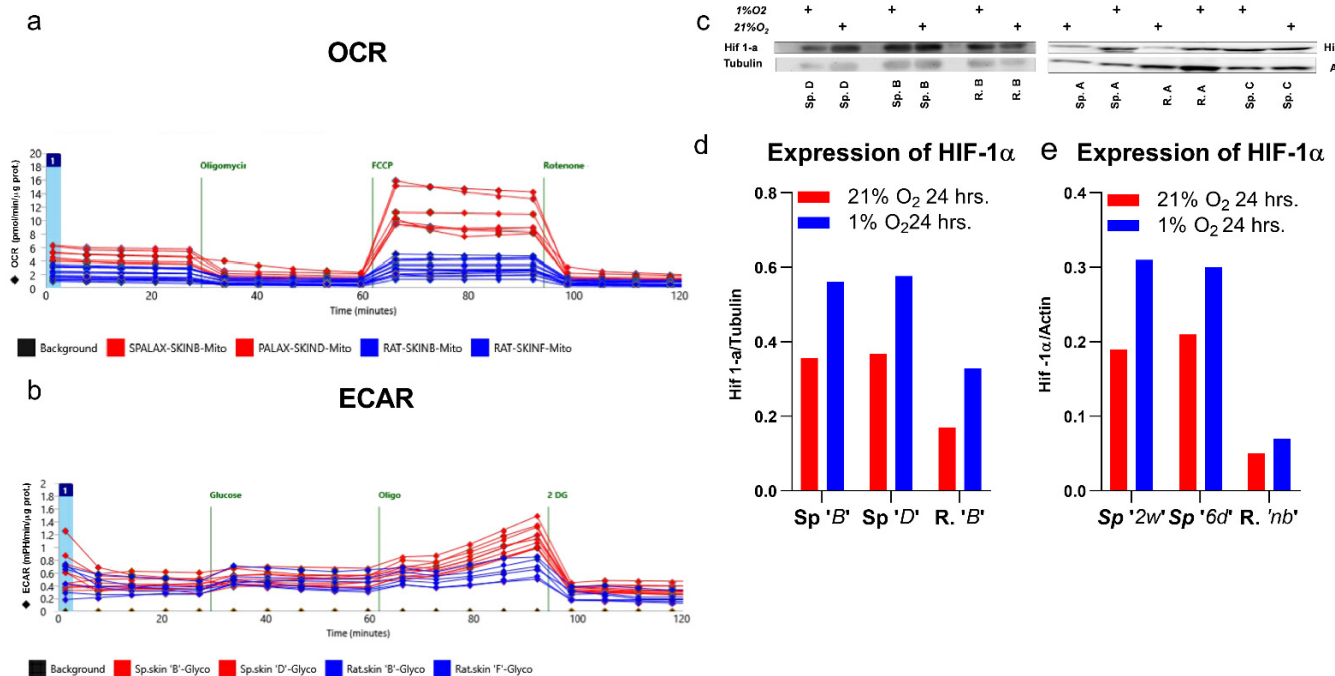 a
OCR
20
18
16
14
12
10
8
6
4
2
0
◆ OCR (pmol/min/µg prot.)
1
Oligomycir
FCCP
Rotenone
0 20 40 60 80 100 120
Time (minutes)
Background SPALAX-SKINB-Mito PALAX-SKIND-Mito RAT-SKINB-Mito RAT-SKINF-Mito
b
ECAR
2
1.8
1.6
1.4
1.2
1
0.8
0.6
0.4
0.2
0
◆ ECAR (mPH/min/µg prot.)
1
Glucose
Oligo
2 DG
0 20 40 60 80 100 120
Time (minutes)
Background Sp.skin 'B'-Glyco Sp.skin 'D'-Glyco Rat.skin 'B'-Glyco Rat.skin 'F'-Glyco
c
1%O2 + + + + + +
21%O₂ + + + + + +
Hif 1-a
Hi
Tubulin
A
Sp. D Sp. D Sp. B Sp. B R. B R. B Sp. A Sp. A R. A R. A Sp. C Sp. C
d
Expression of HIF-1α
21% O₂ 24 hrs.
1% O₂24 hrs.
Hif 1-a/Tubulin
0.8
0.6
0.4
0.2
0.0
Sp 'B' Sp 'D' R. 'B'
e
Expression of HIF-1α
21% O₂ 24 hrs.
1% O₂ 24 hrs.
Hif -1α/Actin
0.4
0.3
0.2
0.1
0.0
Sp '2w' Sp '6d' R. 'nb'